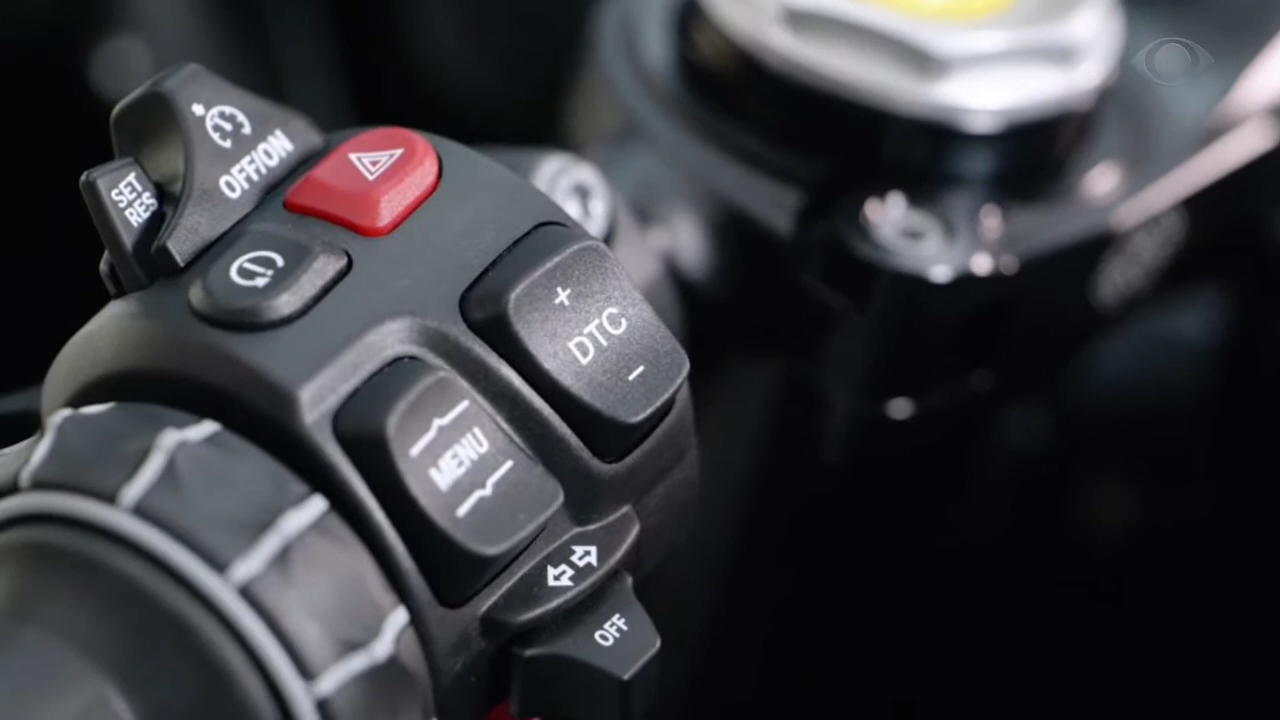 OFF/ON
SET
RES
+
DTC
-
MENU
OFF